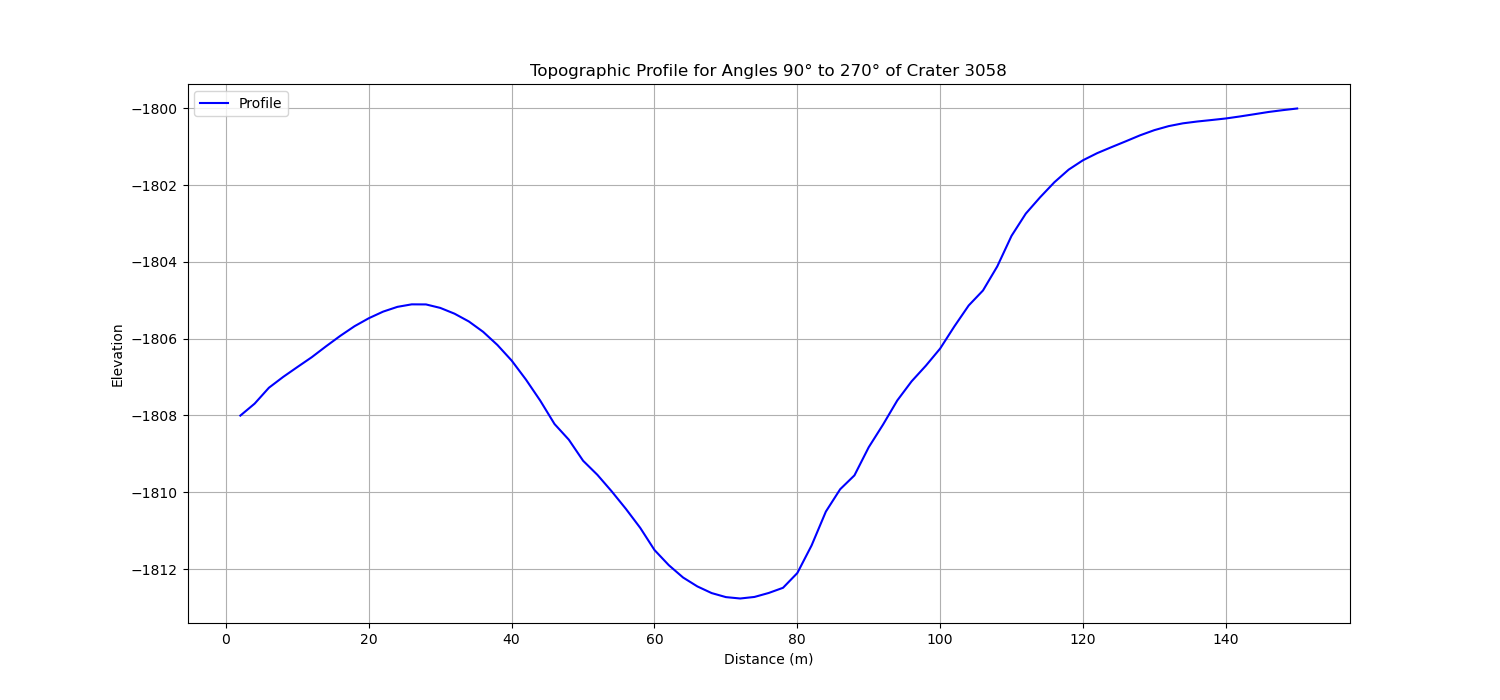 Topographic Profile for Angles 90° to 270° of Crater 3058
Profile
−1800
−1802
−1804
−1806
−1808
−1810
−1812
Elevation
0 20 40 60 80 100 120 140
Distance (m)